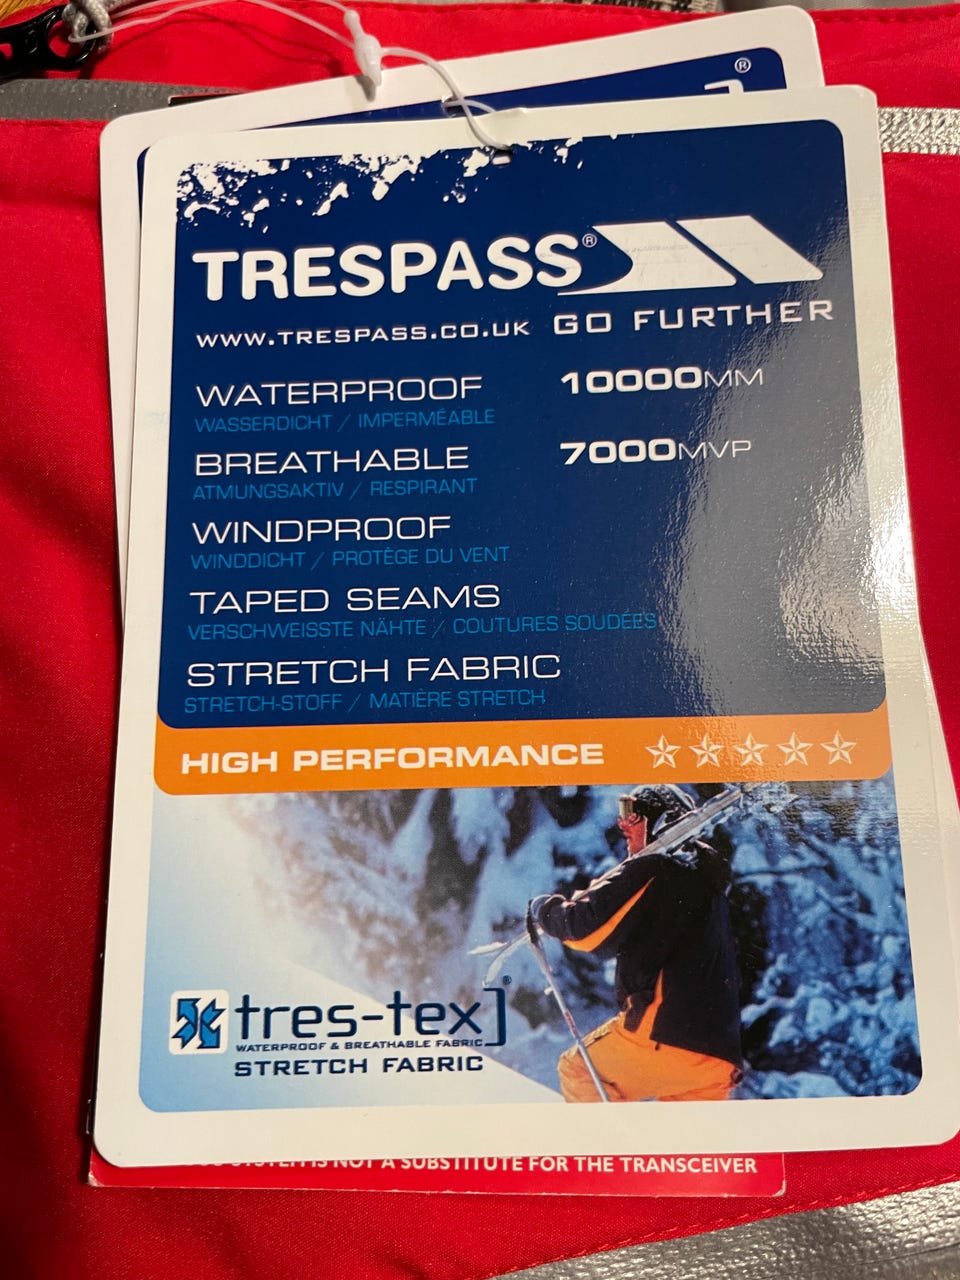 ®
TRESPASS®
WWW.TRESPASS.CO.UK GO FURTHER
WATERPROOF 10000MM
WASSERDICHT / IMPERMÉABLE
BREATHABLE 7000MVP
ATMUNGSAKTIV / RESPIRANT
WINDPROOF
WINDDICHT / PROTÈGE DU VENT
TAPED SEAMS
VERSCHWEISSTE NÄHTE / COUTURES SOUDÉES
STRETCH FABRIC
STRETCH-STOFF / MATIÈRE STRETCH
HIGH PERFORMANCE
tres-tex®
WATERPROOF & BREATHABLE FABRIC
STRETCH FABRIC
SYSTEM IS NOT A SUBSTITUTE FOR THE TRANSCEIVER